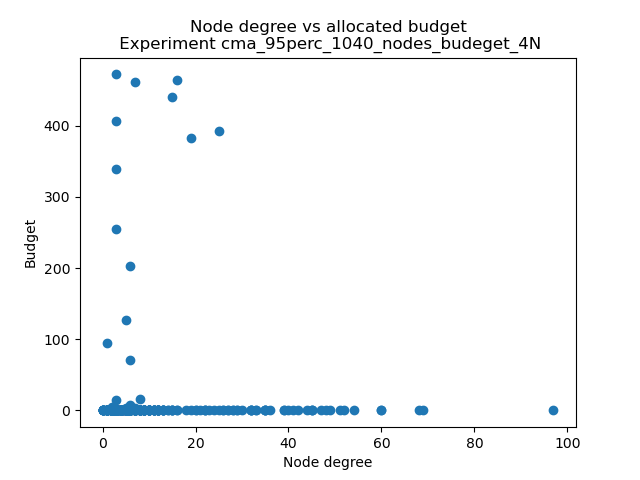 Node degree vs allocated budget
Experiment cma_95perc_1040_nodes_budeget_4N
400
300
200
100
0
Budget
0 20 40 60 80 100
Node degree